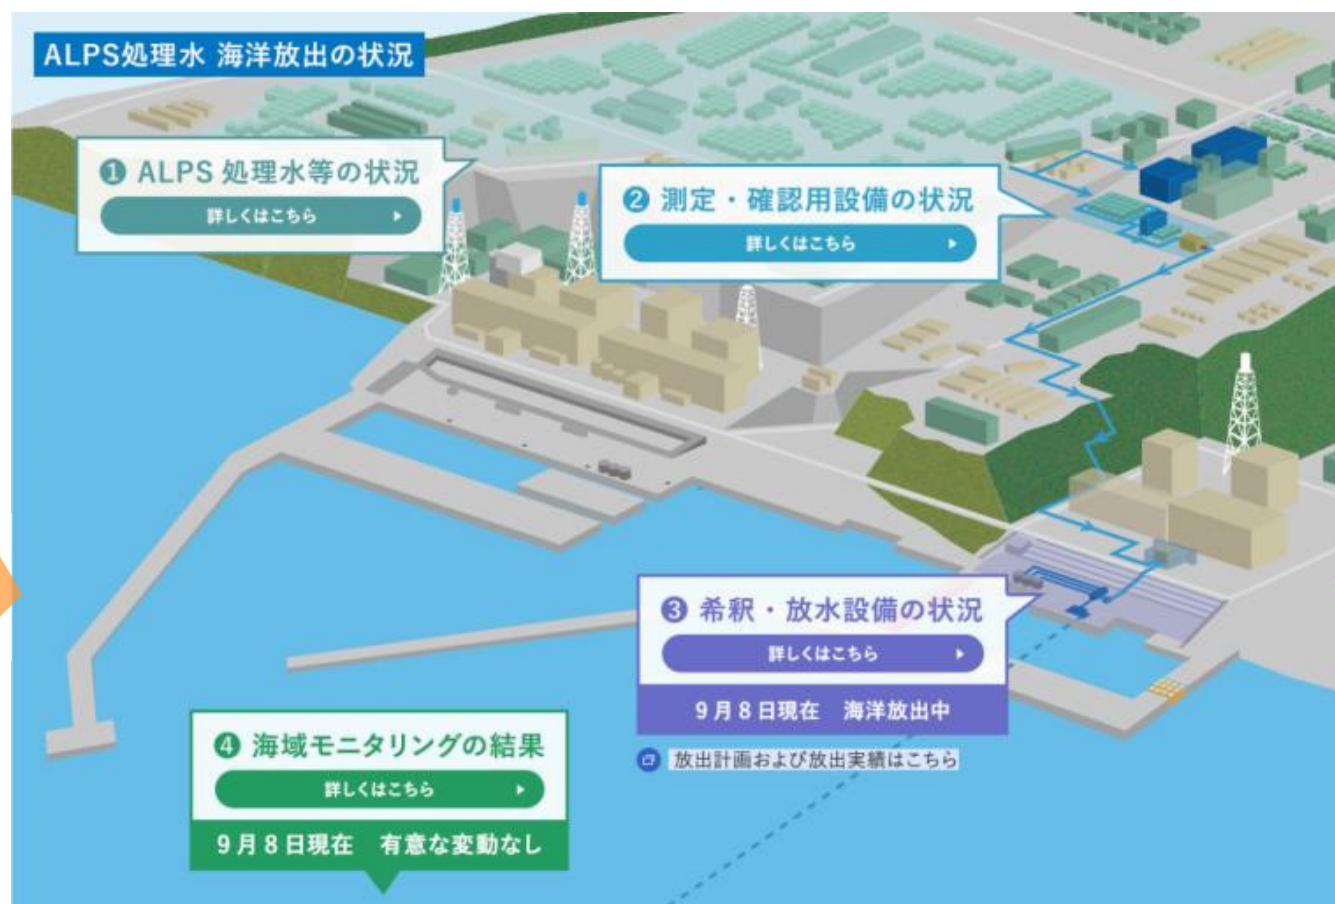 ALPS処理水 海洋放出の状況
❶ ALPS 処理水等の状況
詳しくはこちら
❷ 測定・確認用設備の状況
詳しくはこちら
❸ 希釈・放水設備の状況
詳しくはこちら
9月8日現在 海洋放出中
放出計画および放出実績はこちら
❹ 海域モニタリングの結果
詳しくはこちら
9月8日現在 有意な変動なし